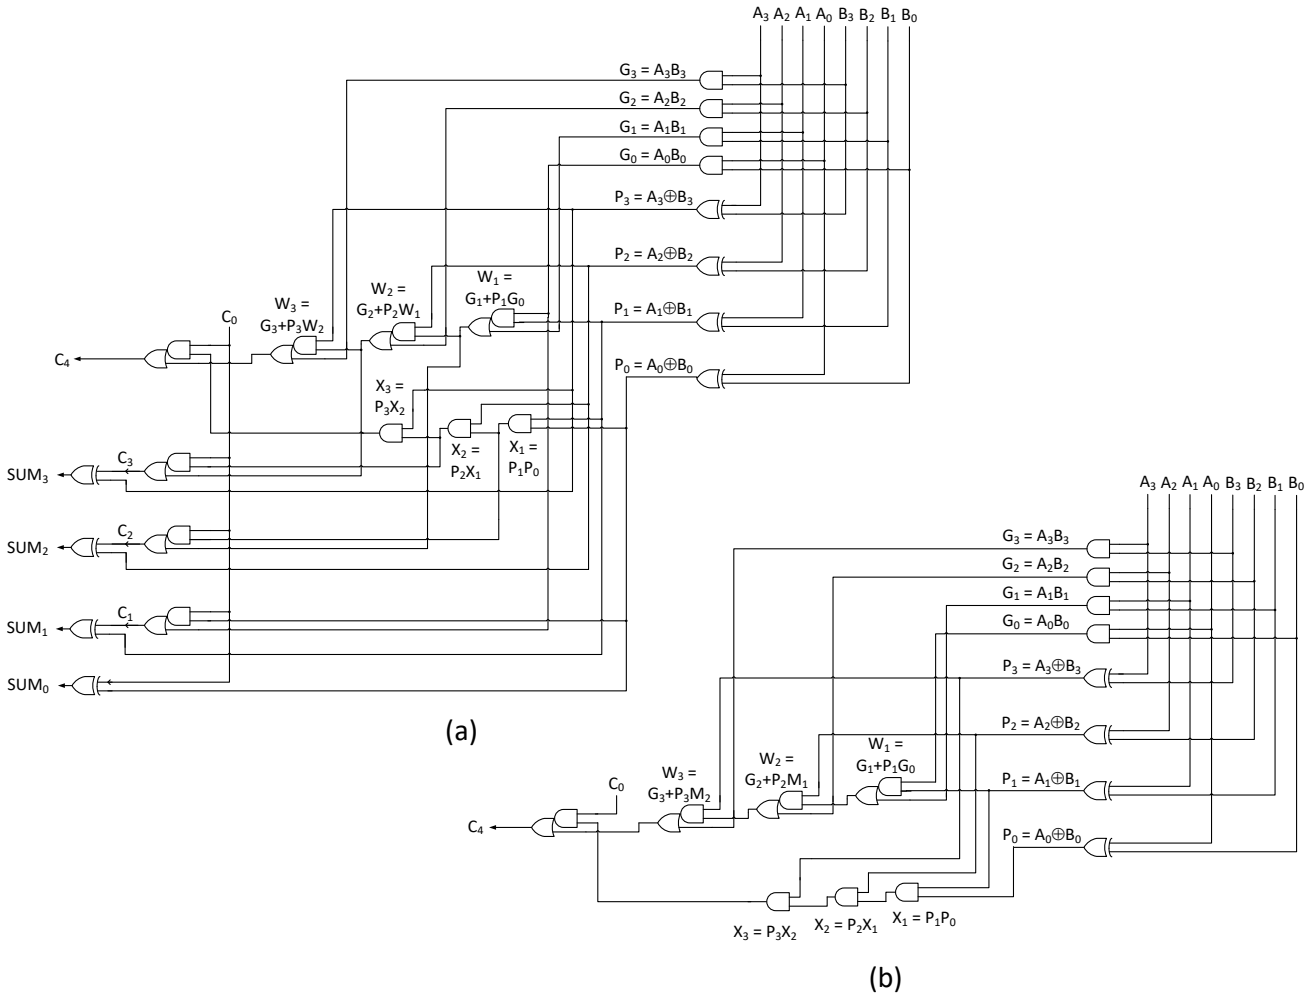 A₃ A₂ A₁ A₀ B₃ B₂ B₁ B₀
G₃ = A₃B₃
G₂ = A₂B₂
G₁ = A₁B₁
G₀ = A₀B₀
P₃ = A₃⊕B₃
P₂ = A₂⊕B₂
P₁ = A₁⊕B₁
P₀ = A₀⊕B₀
W₁ =
G₁+P₁G₀
W₂ =
G₂+P₂W₁
W₃ =
G₃+P₃W₂
C₀
C₄
X₃ =
P₃X₂
X₂ =
P₂X₁
X₁ =
P₁P₀
C₃
SUM₃
C₂
SUM₂
C₁
SUM₁
SUM₀
(a)
A₃ A₂ A₁ A₀ B₃ B₂ B₁ B₀
G₃ = A₃B₃
G₂ = A₂B₂
G₁ = A₁B₁
G₀ = A₀B₀
P₃ = A₃⊕B₃
P₂ = A₂⊕B₂
P₁ = A₁⊕B₁
P₀ = A₀⊕B₀
W₁ =
G₁+P₁G₀
W₂ =
G₂+P₂M₁
W₃ =
G₃+P₃M₂
C₀
C₄
X₃ = P₃X₂
X₂ = P₂X₁
X₁ = P₁P₀
(b)